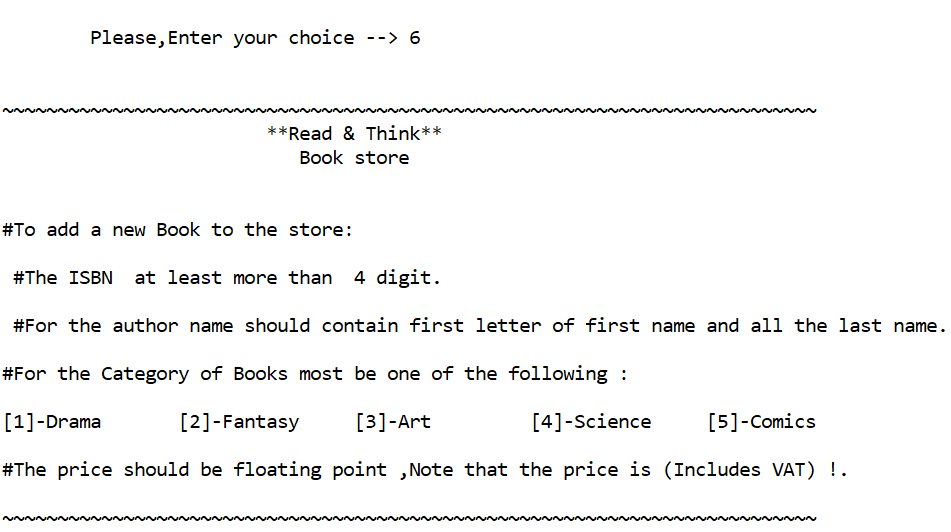 Please,Enter your choice --> 6
~~~~~~~~~~~~~~~~~~~~~~~~~~~~~~~~~~~~~~~~~~~~~~~~~~~~~~~~~~~~~~~~~~~~~~~~~~
**Read & Think**
Book store
#To add a new Book to the store:
#The ISBN  at least more than  4 digit.
#For the author name should contain first letter of first name and all the last name.
#For the Category of Books most be one of the following :
[1]-Drama       [2]-Fantasy     [3]-Art         [4]-Science     [5]-Comics
#The price should be floating point ,Note that the price is (Includes VAT) !.
~~~~~~~~~~~~~~~~~~~~~~~~~~~~~~~~~~~~~~~~~~~~~~~~~~~~~~~~~~~~~~~~~~~~~~~~~~